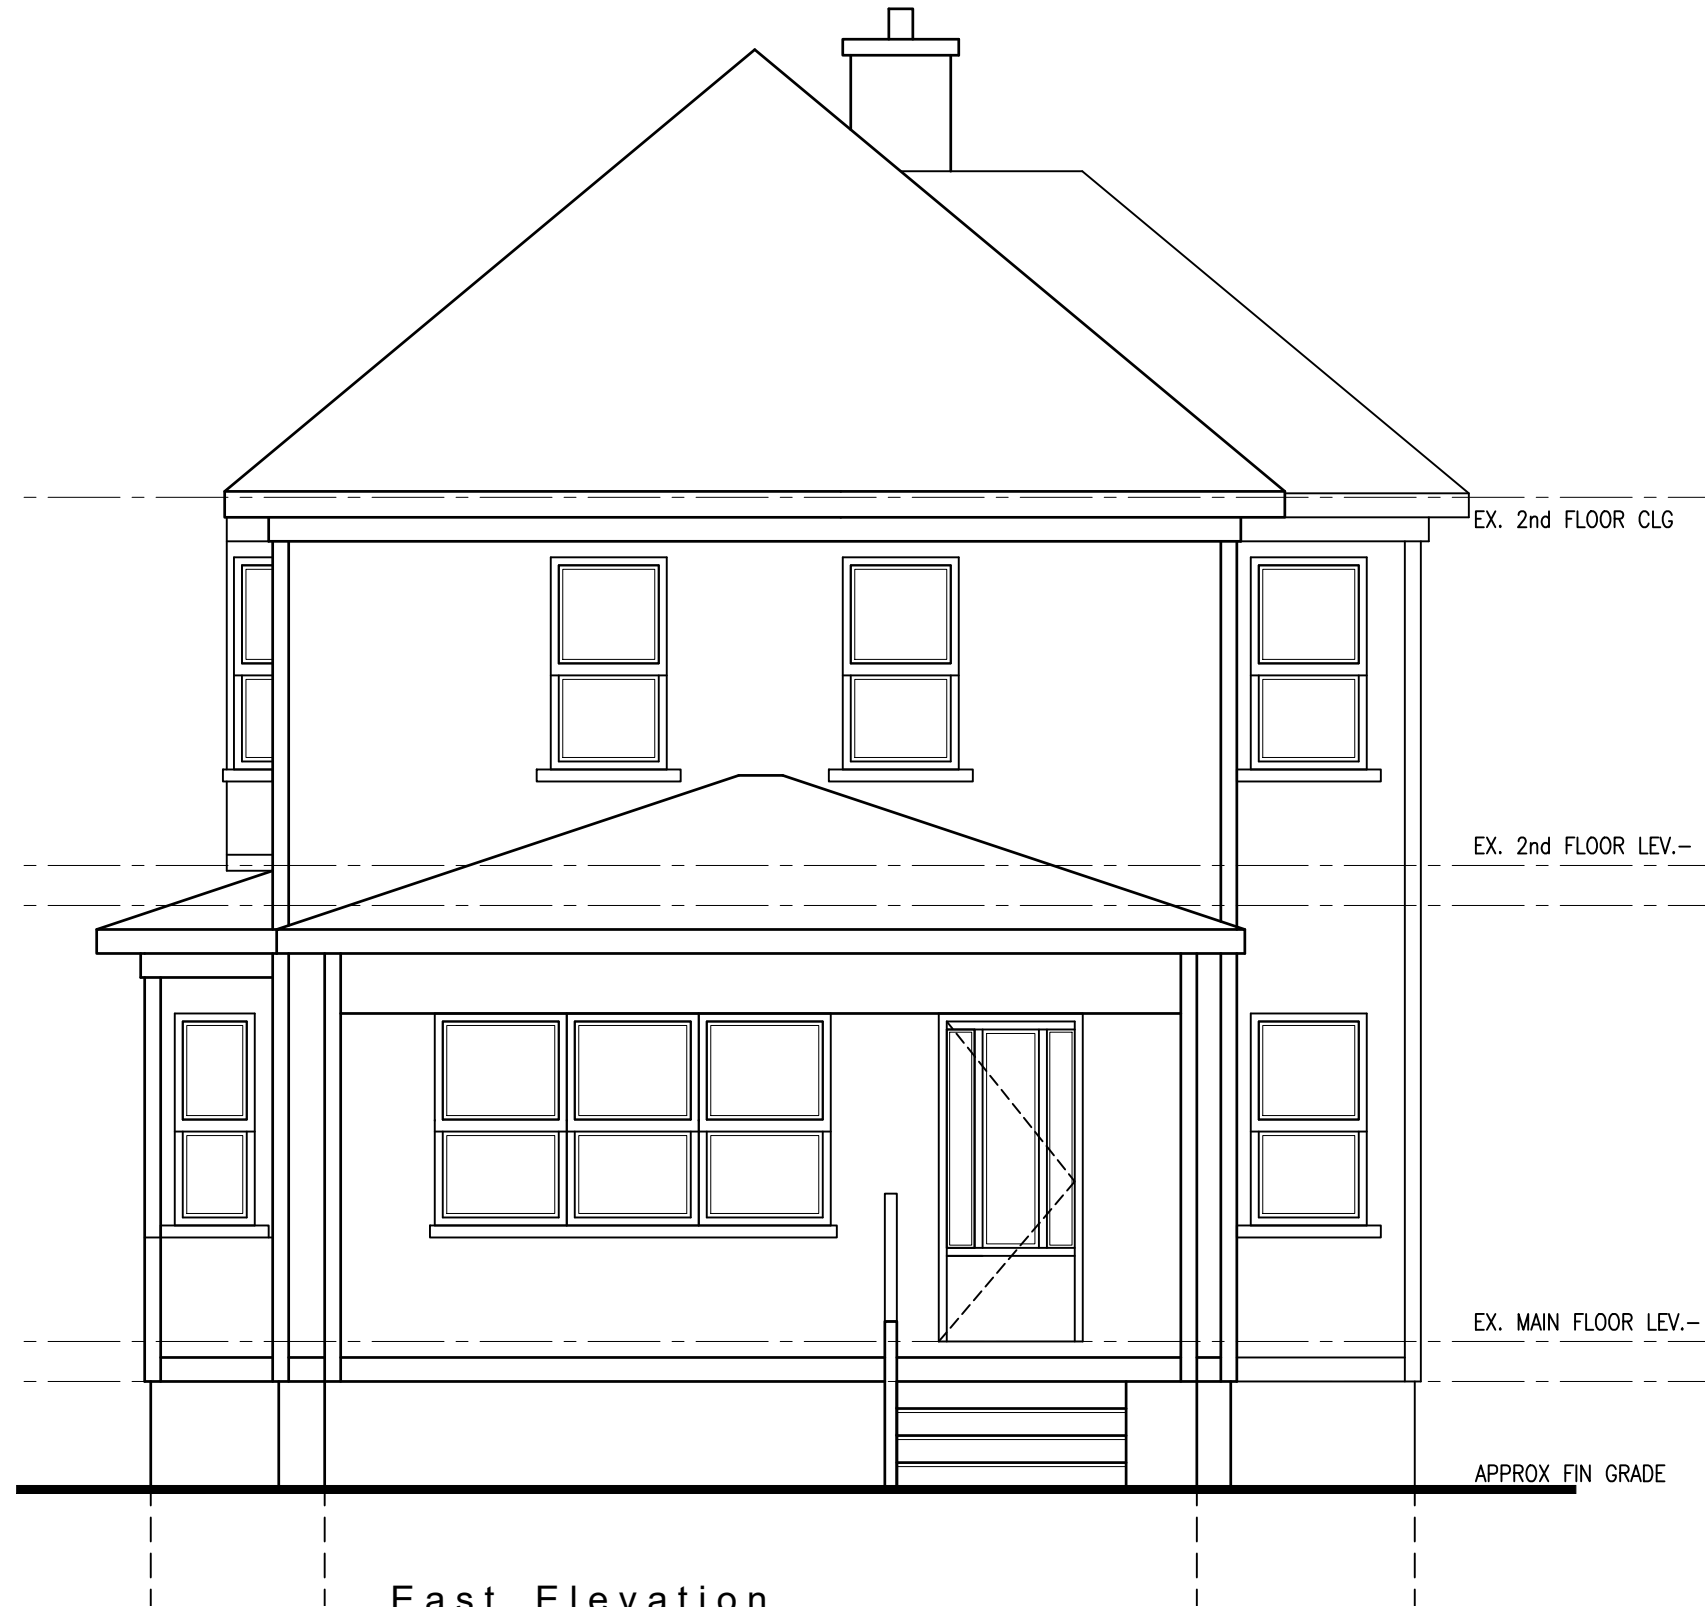 EX. 2nd FLOOR CLG
EX. 2nd FLOOR LEV.-
EX. MAIN FLOOR LEV.-
APPROX FIN GRADE
East Elevation